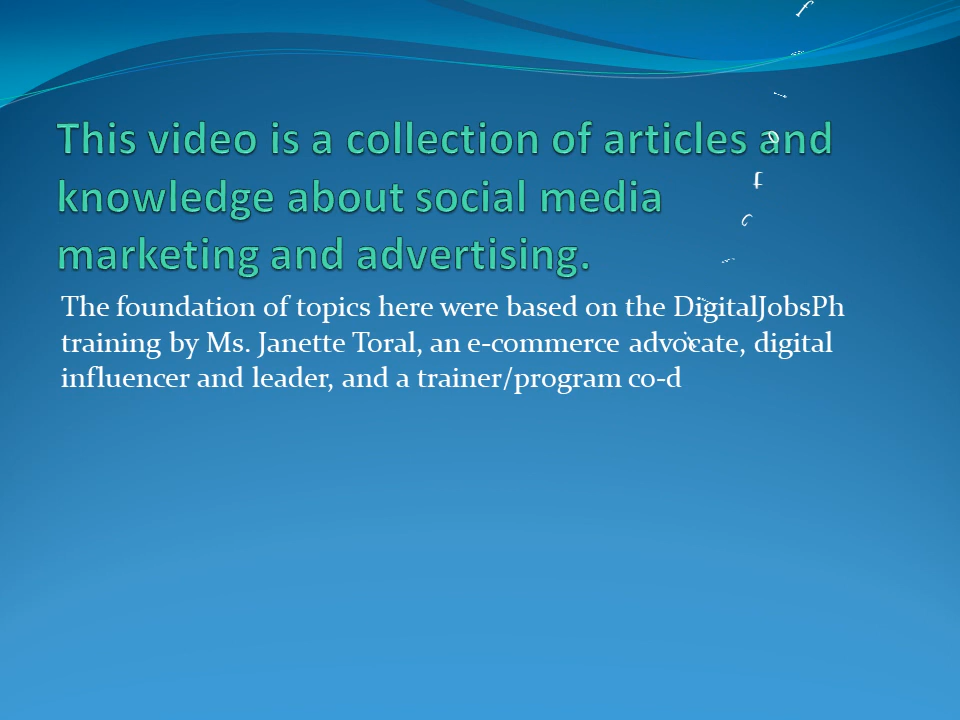 This video is a collection of articles and
knowledge about social media
marketing and advertising.
The foundation of topics here were based on the DigitalJobsPh
training by Ms. Janette Toral, an e-commerce advocate, digital
influencer and leader, and a trainer/program co-d